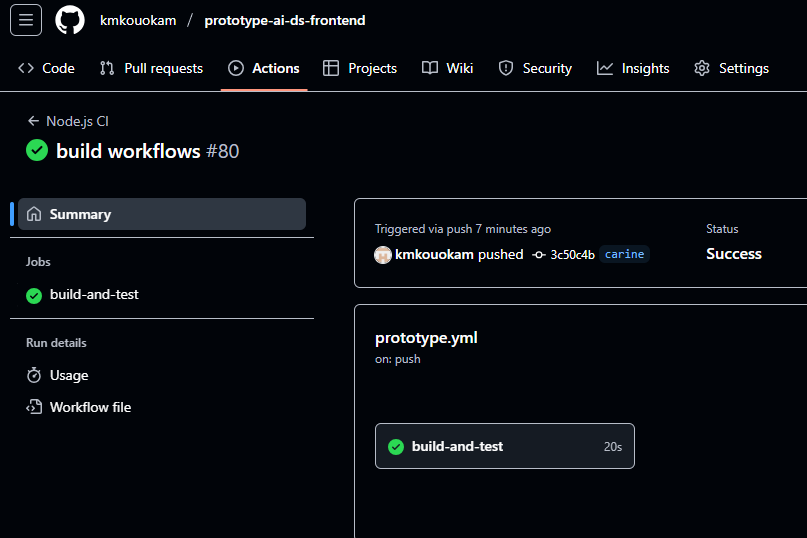 kmkouokam / prototype-ai-ds-frontend
Code Pull requests Actions Projects Wiki Security Insights Settings
← Node.js CI
build workflows #80
Summary
Jobs
build-and-test
Run details
Usage
Workflow file
Triggered via push 7 minutes ago
kmkouokam pushed 3c50c4b carine
Status
Success
prototype.yml
on: push
build-and-test 20s